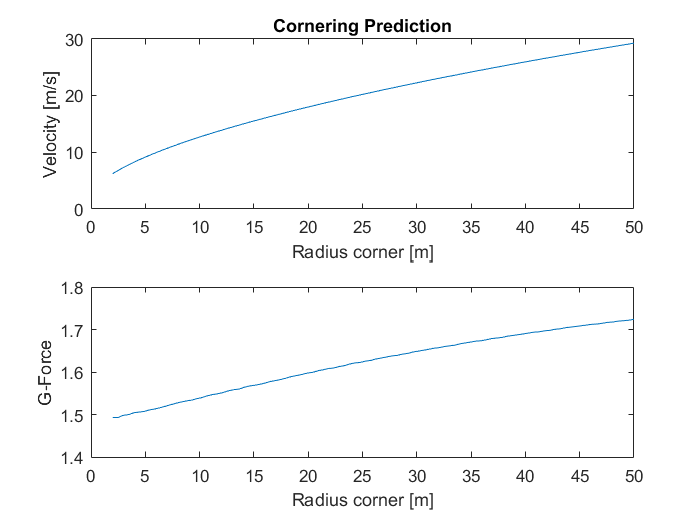 Cornering Prediction
30
20
10
0
Velocity [m/s]
0 5 10 15 20 25 30 35 40 45 50
Radius corner [m]
1.8
1.7
1.6
1.5
1.4
G-Force
0 5 10 15 20 25 30 35 40 45 50
Radius corner [m]